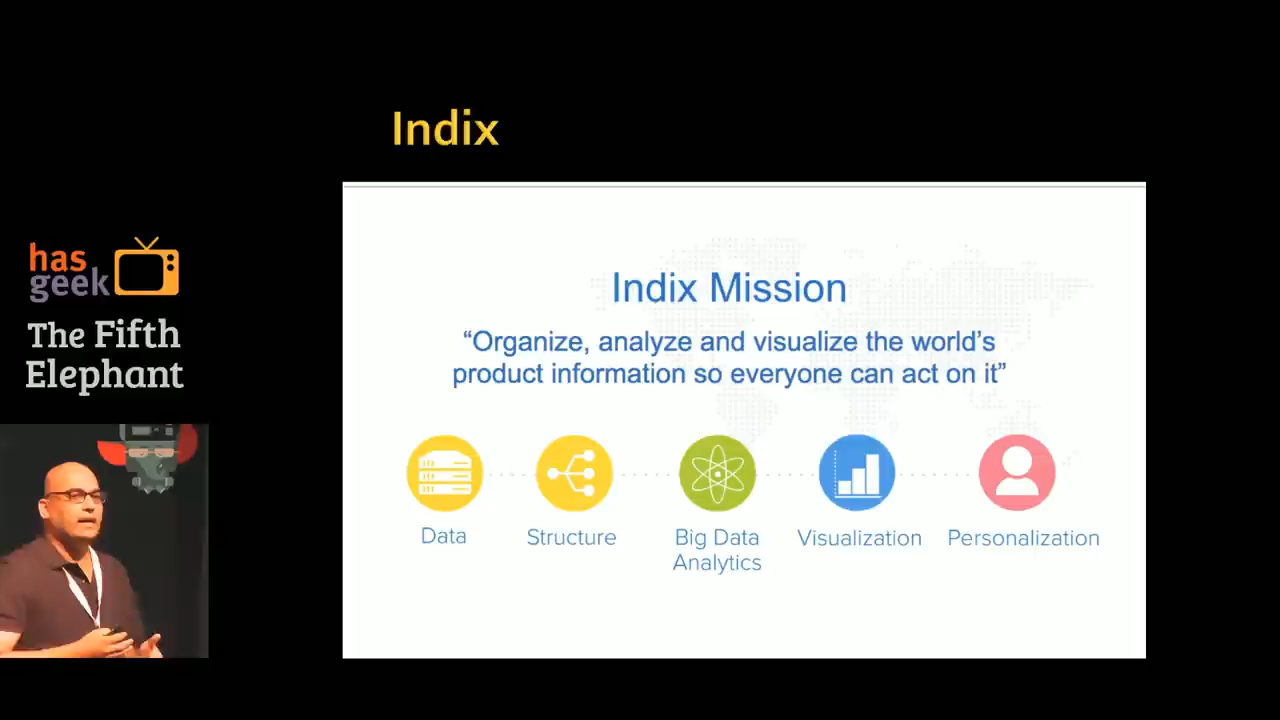 Indix
has
geek
The Fifth
Elephant
Indix Mission
“Organize, analyze and visualize the world’s
product information so everyone can act on it”
Data
Structure
Big Data
Analytics
Visualization
Personalization